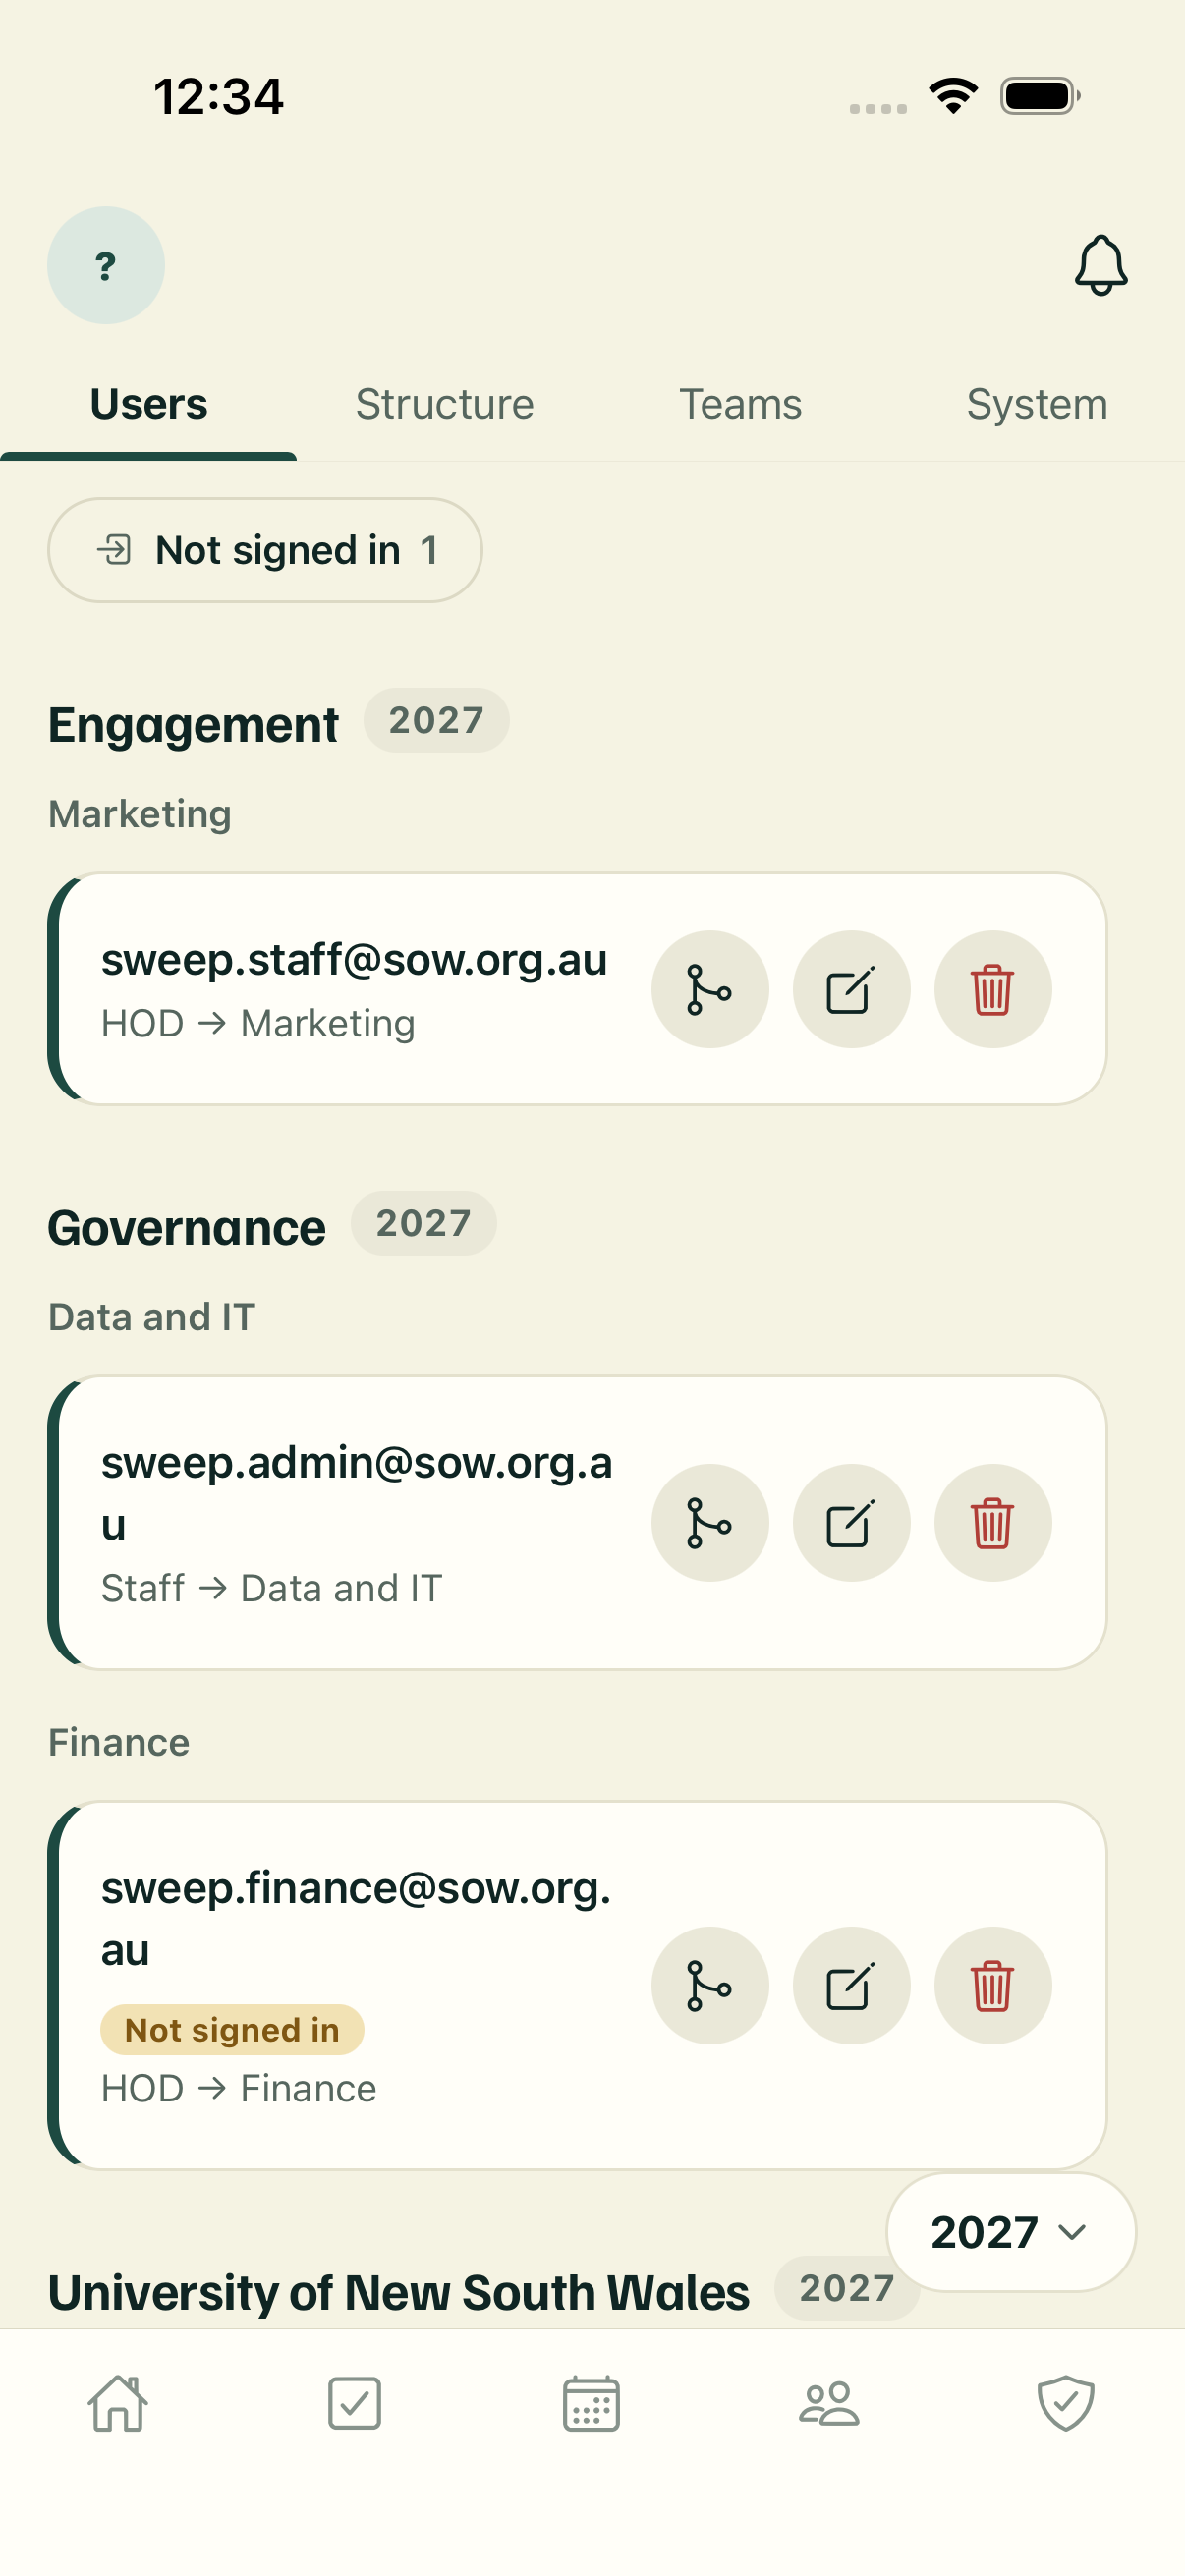 12:34
?
Users Structure Teams System
Not signed in 1
Engagement 2027
Marketing
sweep.staff@sow.org.au
HOD → Marketing
Governance 2027
Data and IT
sweep.admin@sow.org.a
u
Staff → Data and IT
Finance
sweep.finance@sow.org.
au
Not signed in
HOD → Finance
2027
University of New South Wales 2027